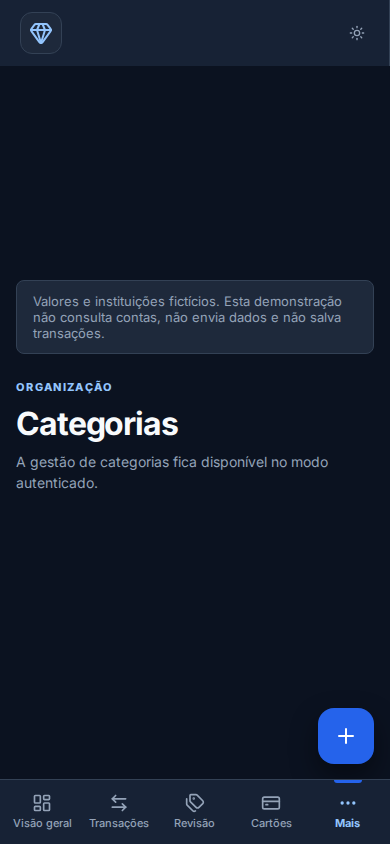 Valores e instituições fictícios. Esta demonstração
não consulta contas, não envia dados e não salva
transações.
ORGANIZAÇÃO
Categorias
A gestão de categorias fica disponível no modo
autenticado.
Visão geral
Transações
Revisão
Cartões
Mais